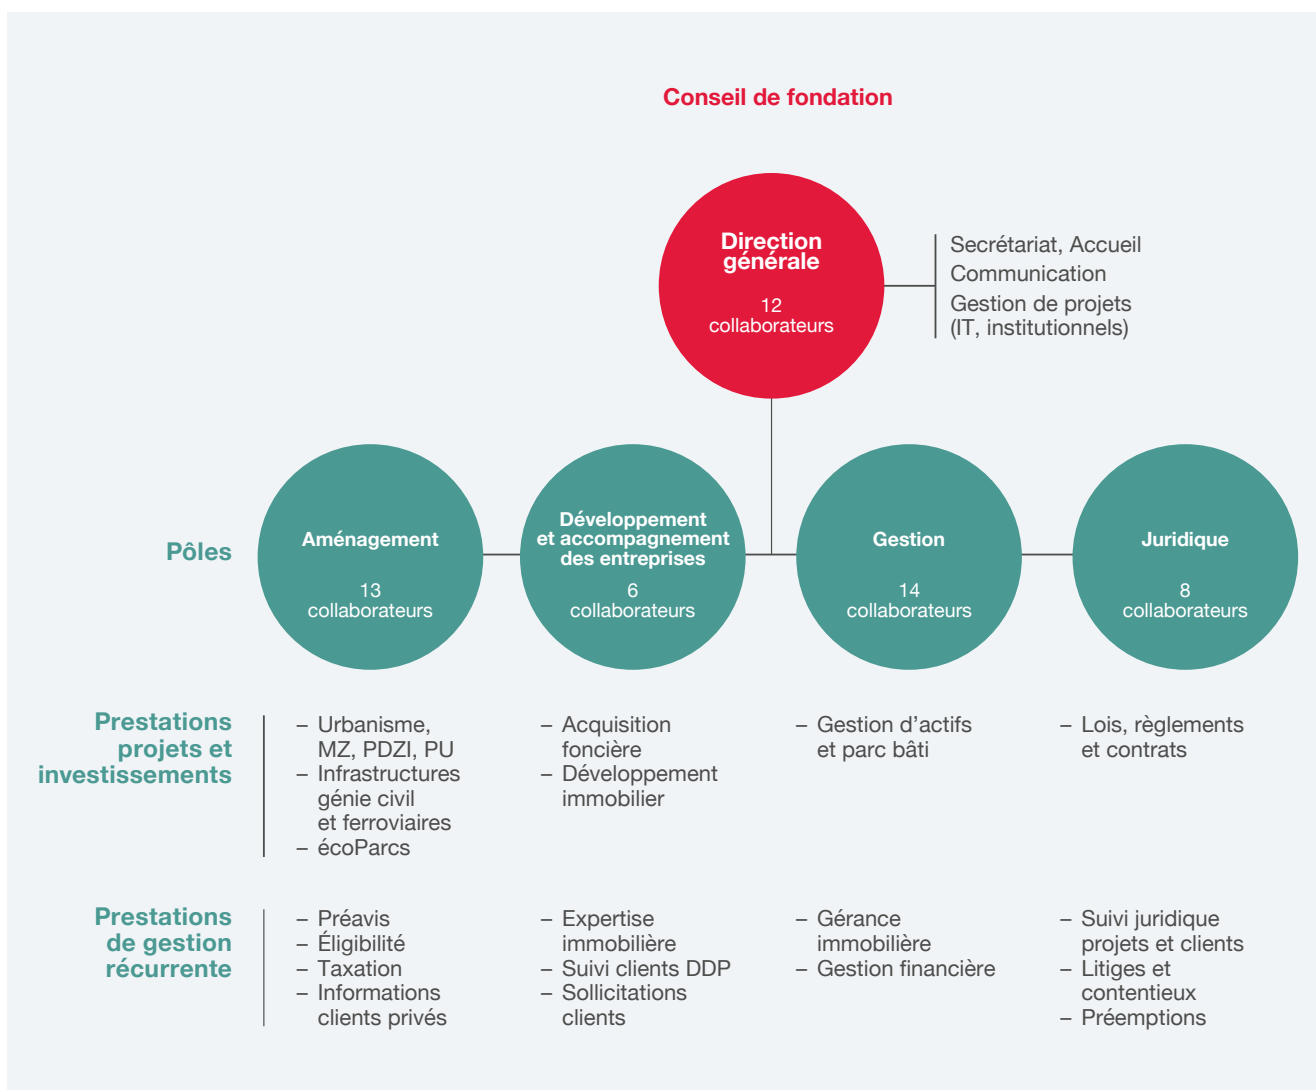 Conseil de fondation
Direction
générale
12
collaborateurs
Secrétariat, Accueil
Communication
Gestion de projets
(IT, institutionnels)
Pôles
Aménagement
13
collaborateurs
Développement
et accompagnement
des entreprises
6
collaborateurs
Gestion
14
collaborateurs
Juridique
8
collaborateurs
Prestations
projets et
investissements
– Urbanisme,
MZ, PDZI, PU
– Infrastructures
génie civil
et ferroviaires
– écoParcs
– Acquisition
foncière
– Développement
immobilier
– Gestion d’actifs
et parc bâti
– Lois, règlements
et contrats
Prestations
de gestion
récurrente
– Préavis
– Éligibilité
– Taxation
– Informations
clients privés
– Expertise
immobilière
– Suivi clients DDP
– Sollicitations
clients
– Gérance
immobilière
– Gestion financière
– Suivi juridique
projets et clients
– Litiges et
contentieux
– Préemptions